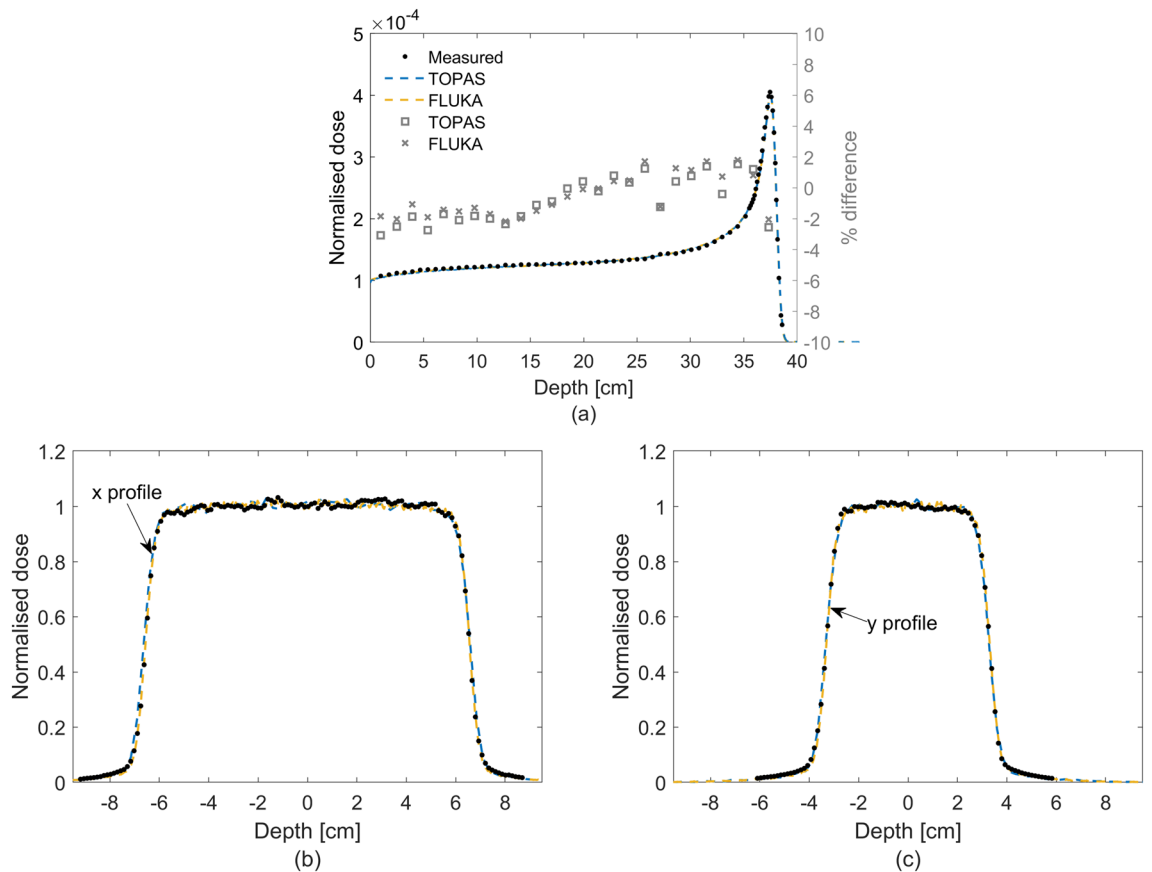 ×10⁻⁴
5
4
3
2
1
0
Normalised dose
Measured
TOPAS
FLUKA
TOPAS
FLUKA
10
8
6
4
2
0
-2
-4
-6
-8
-10
% difference
0 5 10 15 20 25 30 35 40
Depth [cm]
(a)
1.2
1
0.8
0.6
0.4
0.2
0
Normalised dose
x profile
-8 -6 -4 -2 0 2 4 6 8
Depth [cm]
(b)
1.2
1
0.8
0.6
0.4
0.2
0
Normalised dose
y profile
-8 -6 -4 -2 0 2 4 6 8
Depth [cm]
(c)